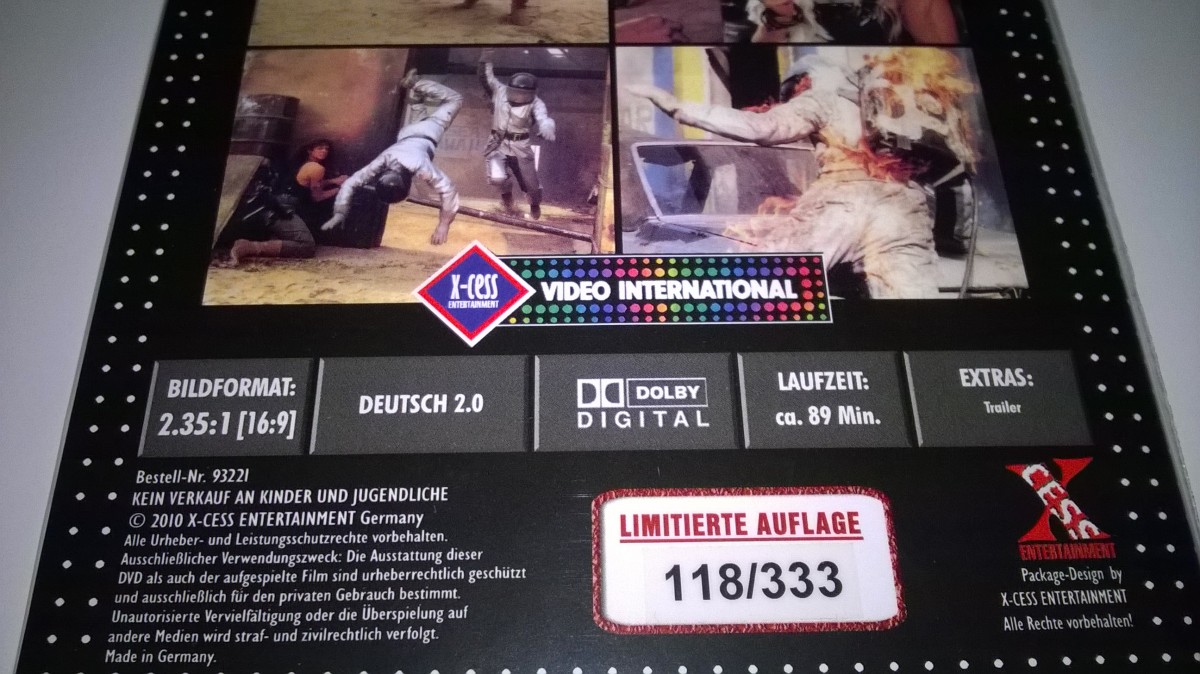 X-cess
ENTERTAINMENT
VIDEO INTERNATIONAL
BILDFORMAT:
2.35:1 [16:9]
DEUTSCH 2.0
DOLBY
DIGITAL
LAUFZEIT:
ca. 89 Min.
EXTRAS:
Trailer
Bestell-Nr. 93221
KEIN VERKAUF AN KINDER UND JUGENDLICHE
© 2010 X-CESS ENTERTAINMENT Germany
Alle Urheber- und Leistungsschutzrechte vorbehalten.
Ausschließlicher Verwendungszweck: Die Ausstattung dieser
DVD als auch der aufgespielte Film sind urheberrechtlich geschützt
und ausschließlich für den privaten Gebrauch bestimmt.
Unautorisierte Vervielfältigung oder die Überspielung auf
andere Medien wird straf- und zivilrechtlich verfolgt.
Made in Germany.
LIMITIERTE AUFLAGE
118/333
X cess
ENTERTAINMENT
Package-Design by
X-CESS ENTERTAINMENT
Alle Rechte vorbehalten!